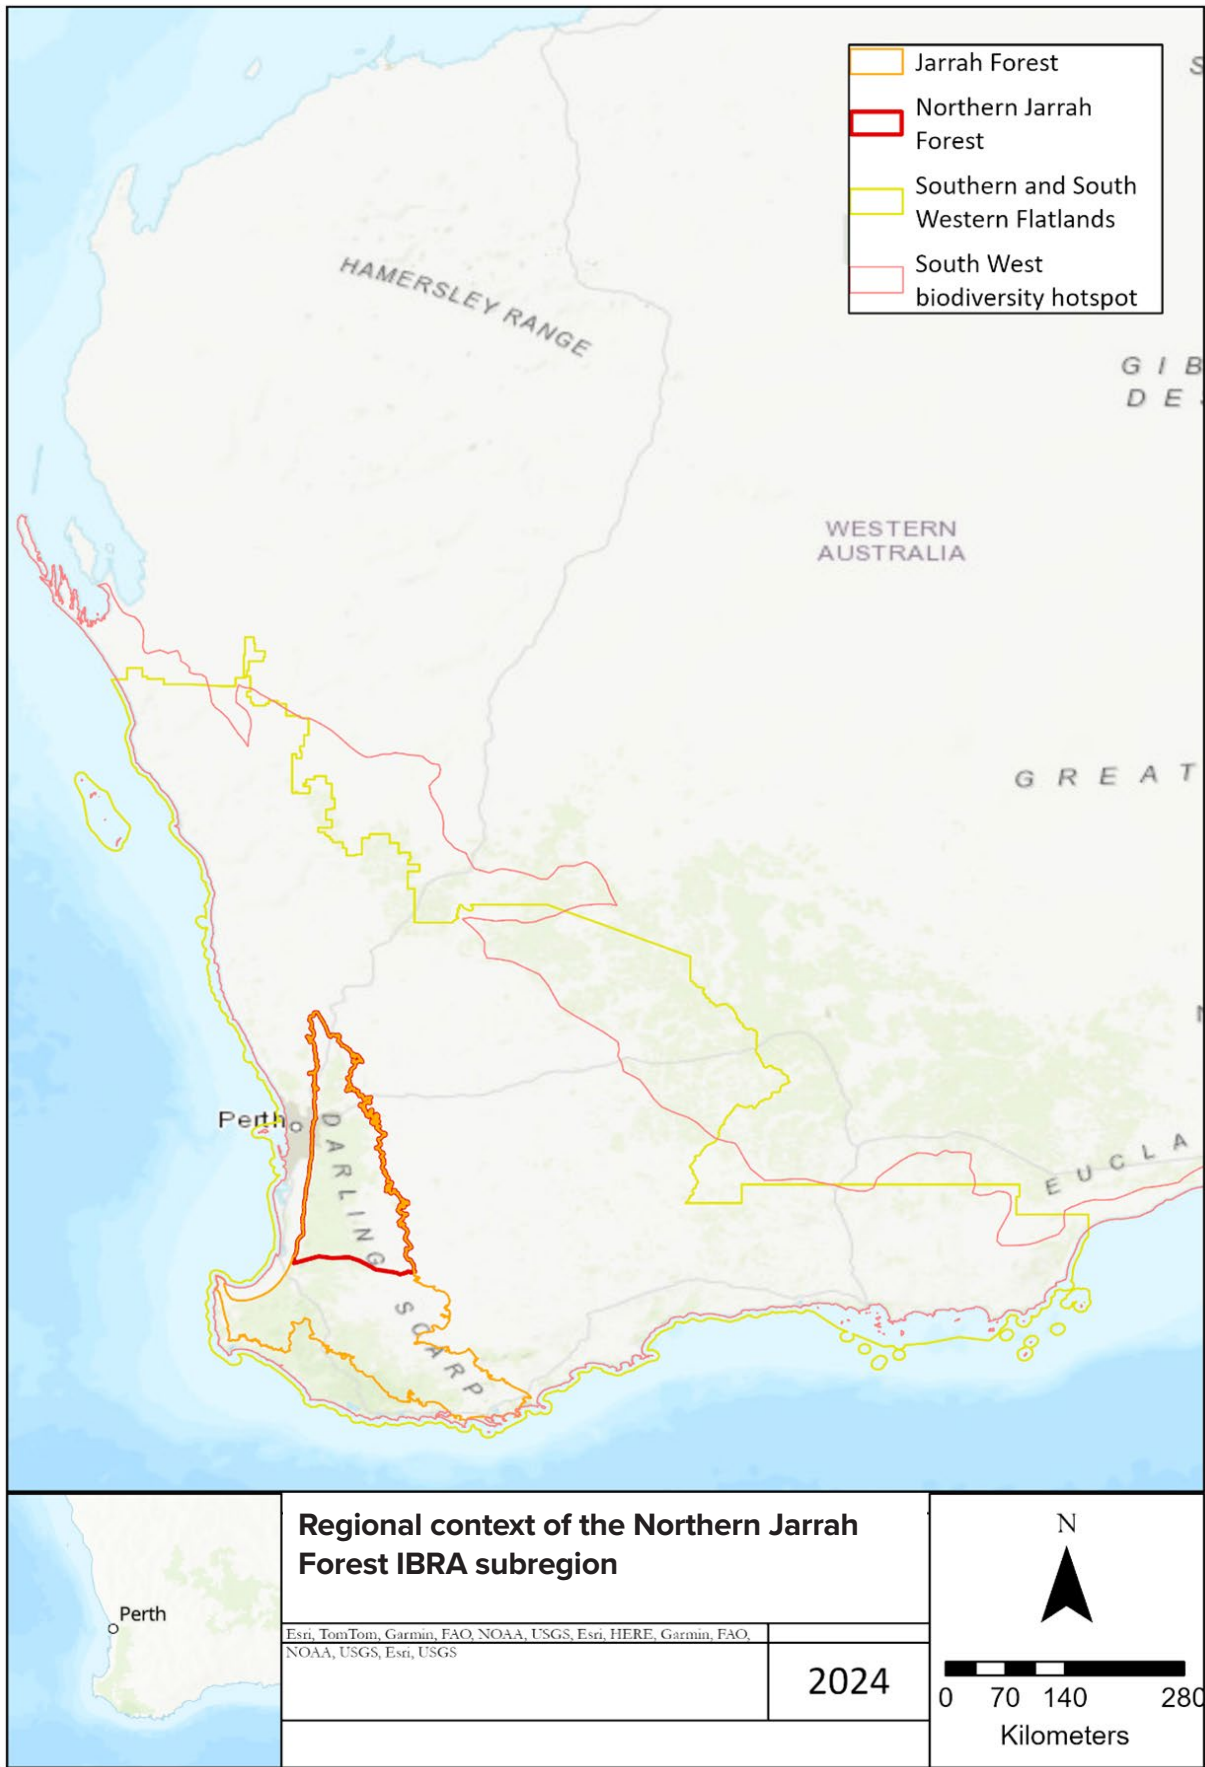 Jarrah Forest
Northern Jarrah
Forest
Southern and South
Western Flatlands
South West
biodiversity hotspot
S
HAMERSLEY RANGE
G I B
D E S
WESTERN
AUSTRALIA
G R E A T
N
Perth
DARLING SCARP
EUCLA
Perth
Regional context of the Northern Jarrah
Forest IBRA subregion
Esri, TomTom, Garmin, FAO, NOAA, USGS, Esri, HERE, Garmin, FAO,
NOAA, USGS, Esri, USGS
2024
N
0 70 140 280
Kilometers